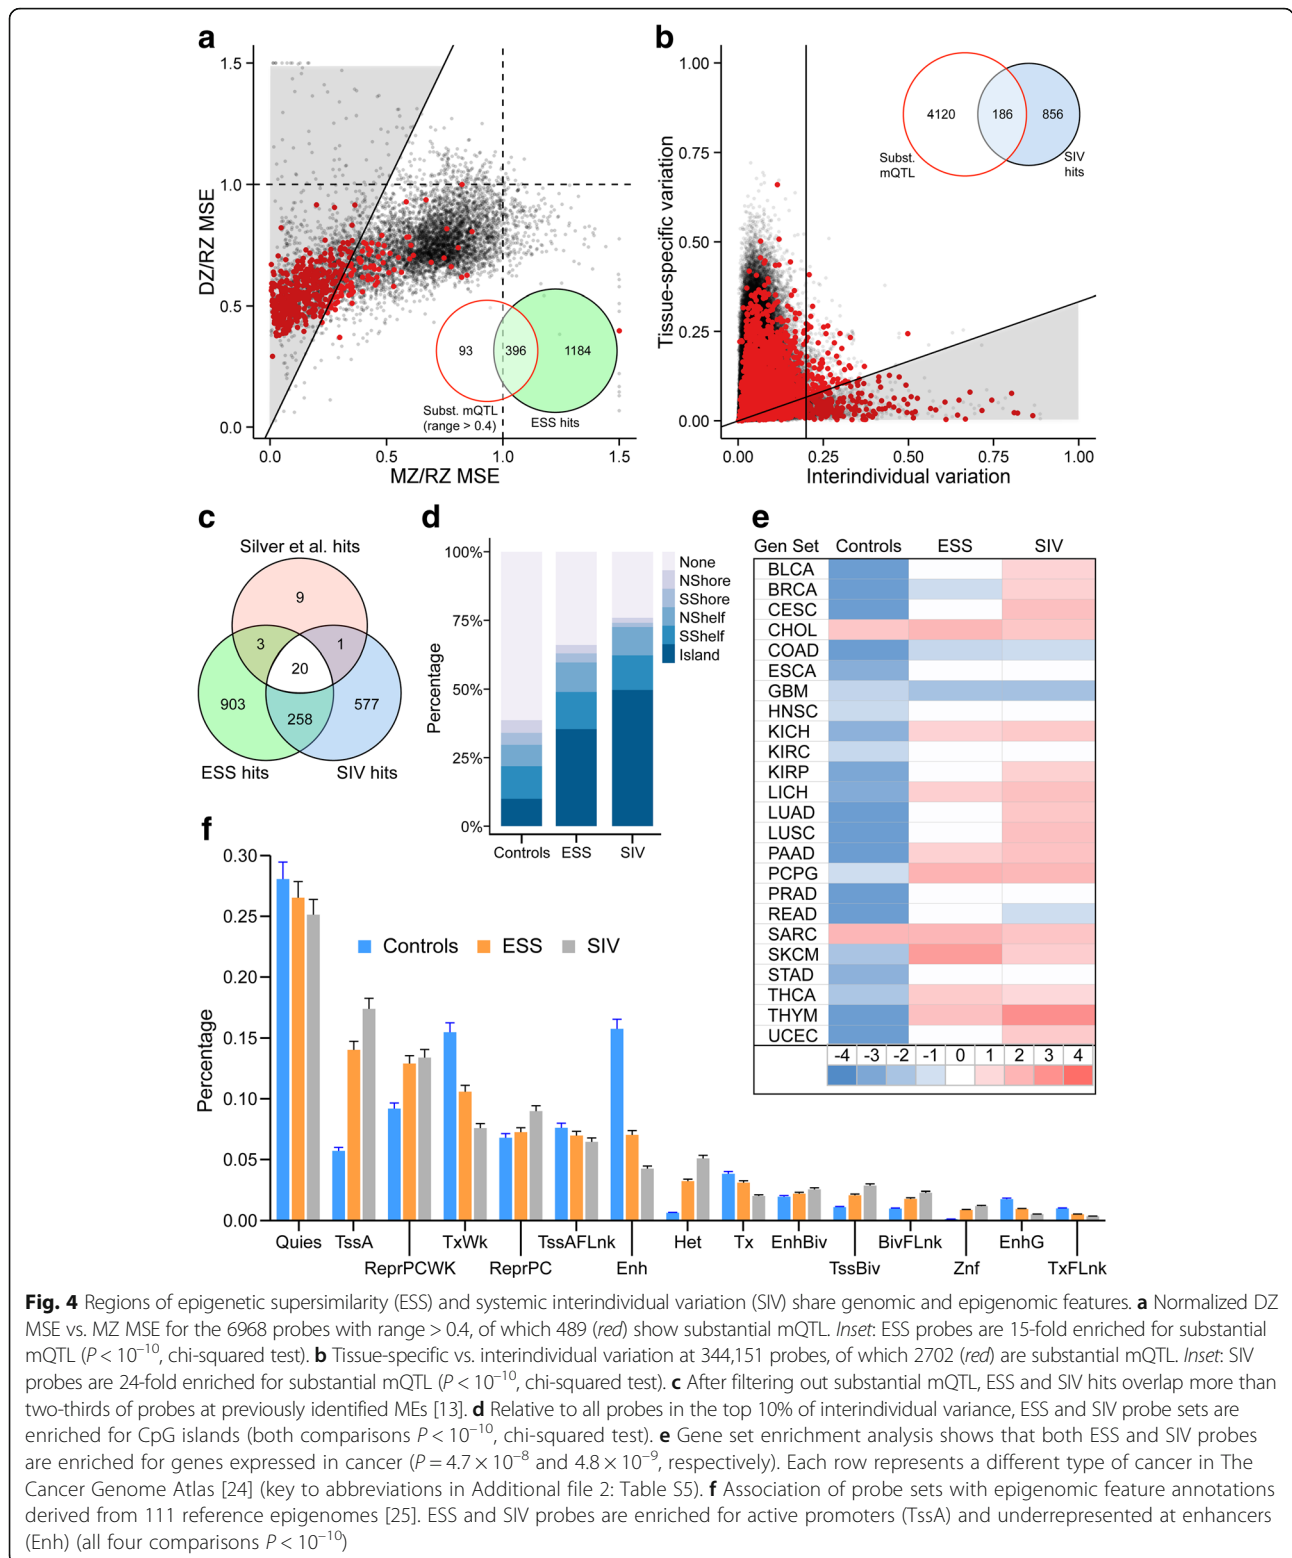 a
1.5
1.0
0.5
0.0
DZ/RZ MSE
0.0
0.5
1.0
1.5
MZ/RZ MSE
93
396
1184
Subst. mQTL
(range > 0.4)
ESS hits
b
1.00
0.75
0.50
0.25
0.00
Tissue-specific variation
0.00
0.25
0.50
0.75
1.00
Interindividual variation
4120
186
856
Subst.
mQTL
SIV
hits
c
Silver et al. hits
9
3
1
20
903
258
577
ESS hits
SIV hits
d
100%
75%
50%
25%
0%
Percentage
Controls
ESS
SIV
None
NShore
SShore
NShelf
SShelf
Island
e
Gen Set Controls ESS SIV
BLCA
BRCA
CESC
CHOL
COAD
ESCA
GBM
HNSC
KICH
KIRC
KIRP
LICH
LUAD
LUSC
PAAD
PCPG
PRAD
READ
SARC
SKCM
STAD
THCA
THYM
UCEC
-4 -3 -2 -1 0 1 2 3 4
f
0.30
0.25
0.20
0.15
0.10
0.05
0.00
Percentage
Controls ESS SIV
Quies TssA TxWk TssAFLnk Het Tx EnhBiv BivFLnk EnhG
ReprPCWK ReprPC Enh TssBiv Znf TxFLnk
Fig. 4 Regions of epigenetic supersimilarity (ESS) and systemic interindividual variation (SIV) share genomic and epigenomic features. a Normalized DZ
MSE vs. MZ MSE for the 6968 probes with range > 0.4, of which 489 (red) show substantial mQTL. Inset: ESS probes are 15-fold enriched for substantial
mQTL (P < 10⁻¹⁰, chi-squared test). b Tissue-specific vs. interindividual variation at 344,151 probes, of which 2702 (red) are substantial mQTL. Inset: SIV
probes are 24-fold enriched for substantial mQTL (P < 10⁻¹⁰, chi-squared test). c After filtering out substantial mQTL, ESS and SIV hits overlap more than
two-thirds of probes at previously identified MEs [13]. d Relative to all probes in the top 10% of interindividual variance, ESS and SIV probe sets are
enriched for CpG islands (both comparisons P < 10⁻¹⁰, chi-squared test). e Gene set enrichment analysis shows that both ESS and SIV probes
are enriched for genes expressed in cancer (P = 4.7 × 10⁻⁸ and 4.8 × 10⁻⁹, respectively). Each row represents a different type of cancer in The
Cancer Genome Atlas [24] (key to abbreviations in Additional file 2: Table S5). f Association of probe sets with epigenomic feature annotations
derived from 111 reference epigenomes [25]. ESS and SIV probes are enriched for active promoters (TssA) and underrepresented at enhancers
(Enh) (all four comparisons P < 10⁻¹⁰)